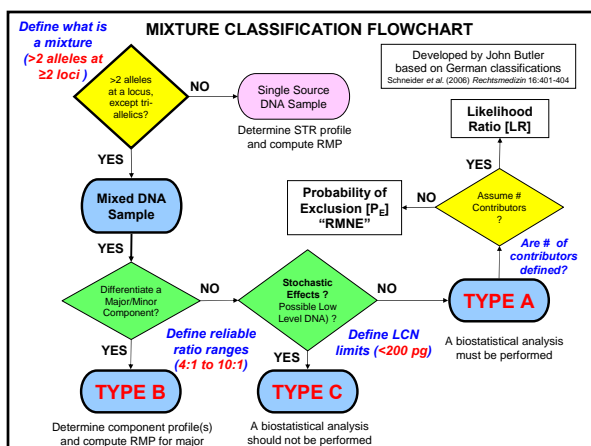 MIXTURE CLASSIFICATION FLOWCHART
Define what is
a mixture
(>2 alleles at
≥2 loci )
>2 alleles
at a locus,
except tri-
allelics?
NO
Single Source
DNA Sample
Determine STR profile
and compute RMP
Developed by John Butler
based on German classifications
Schneider et al. (2006) Rechtsmedizin 16:401-404
Likelihood
Ratio [LR]
YES
YES
Mixed DNA
Sample
Probability of
Exclusion [PE]
"RMNE"
NO
Assume #
Contributors
?
YES
Are # of
contributors
defined?
Differentiate a
Major/Minor
Component?
NO
Stochastic
Effects ?
Possible Low
Level DNA) ?
NO
TYPE A
A biostatistical analysis
must be performed
Define reliable
ratio ranges
(4:1 to 10:1)
Define LCN
limits (<200 pg)
YES
YES
TYPE B
TYPE C
Determine component profile(s)
and compute RMP for major
A biostatistical analysis
should not be performed